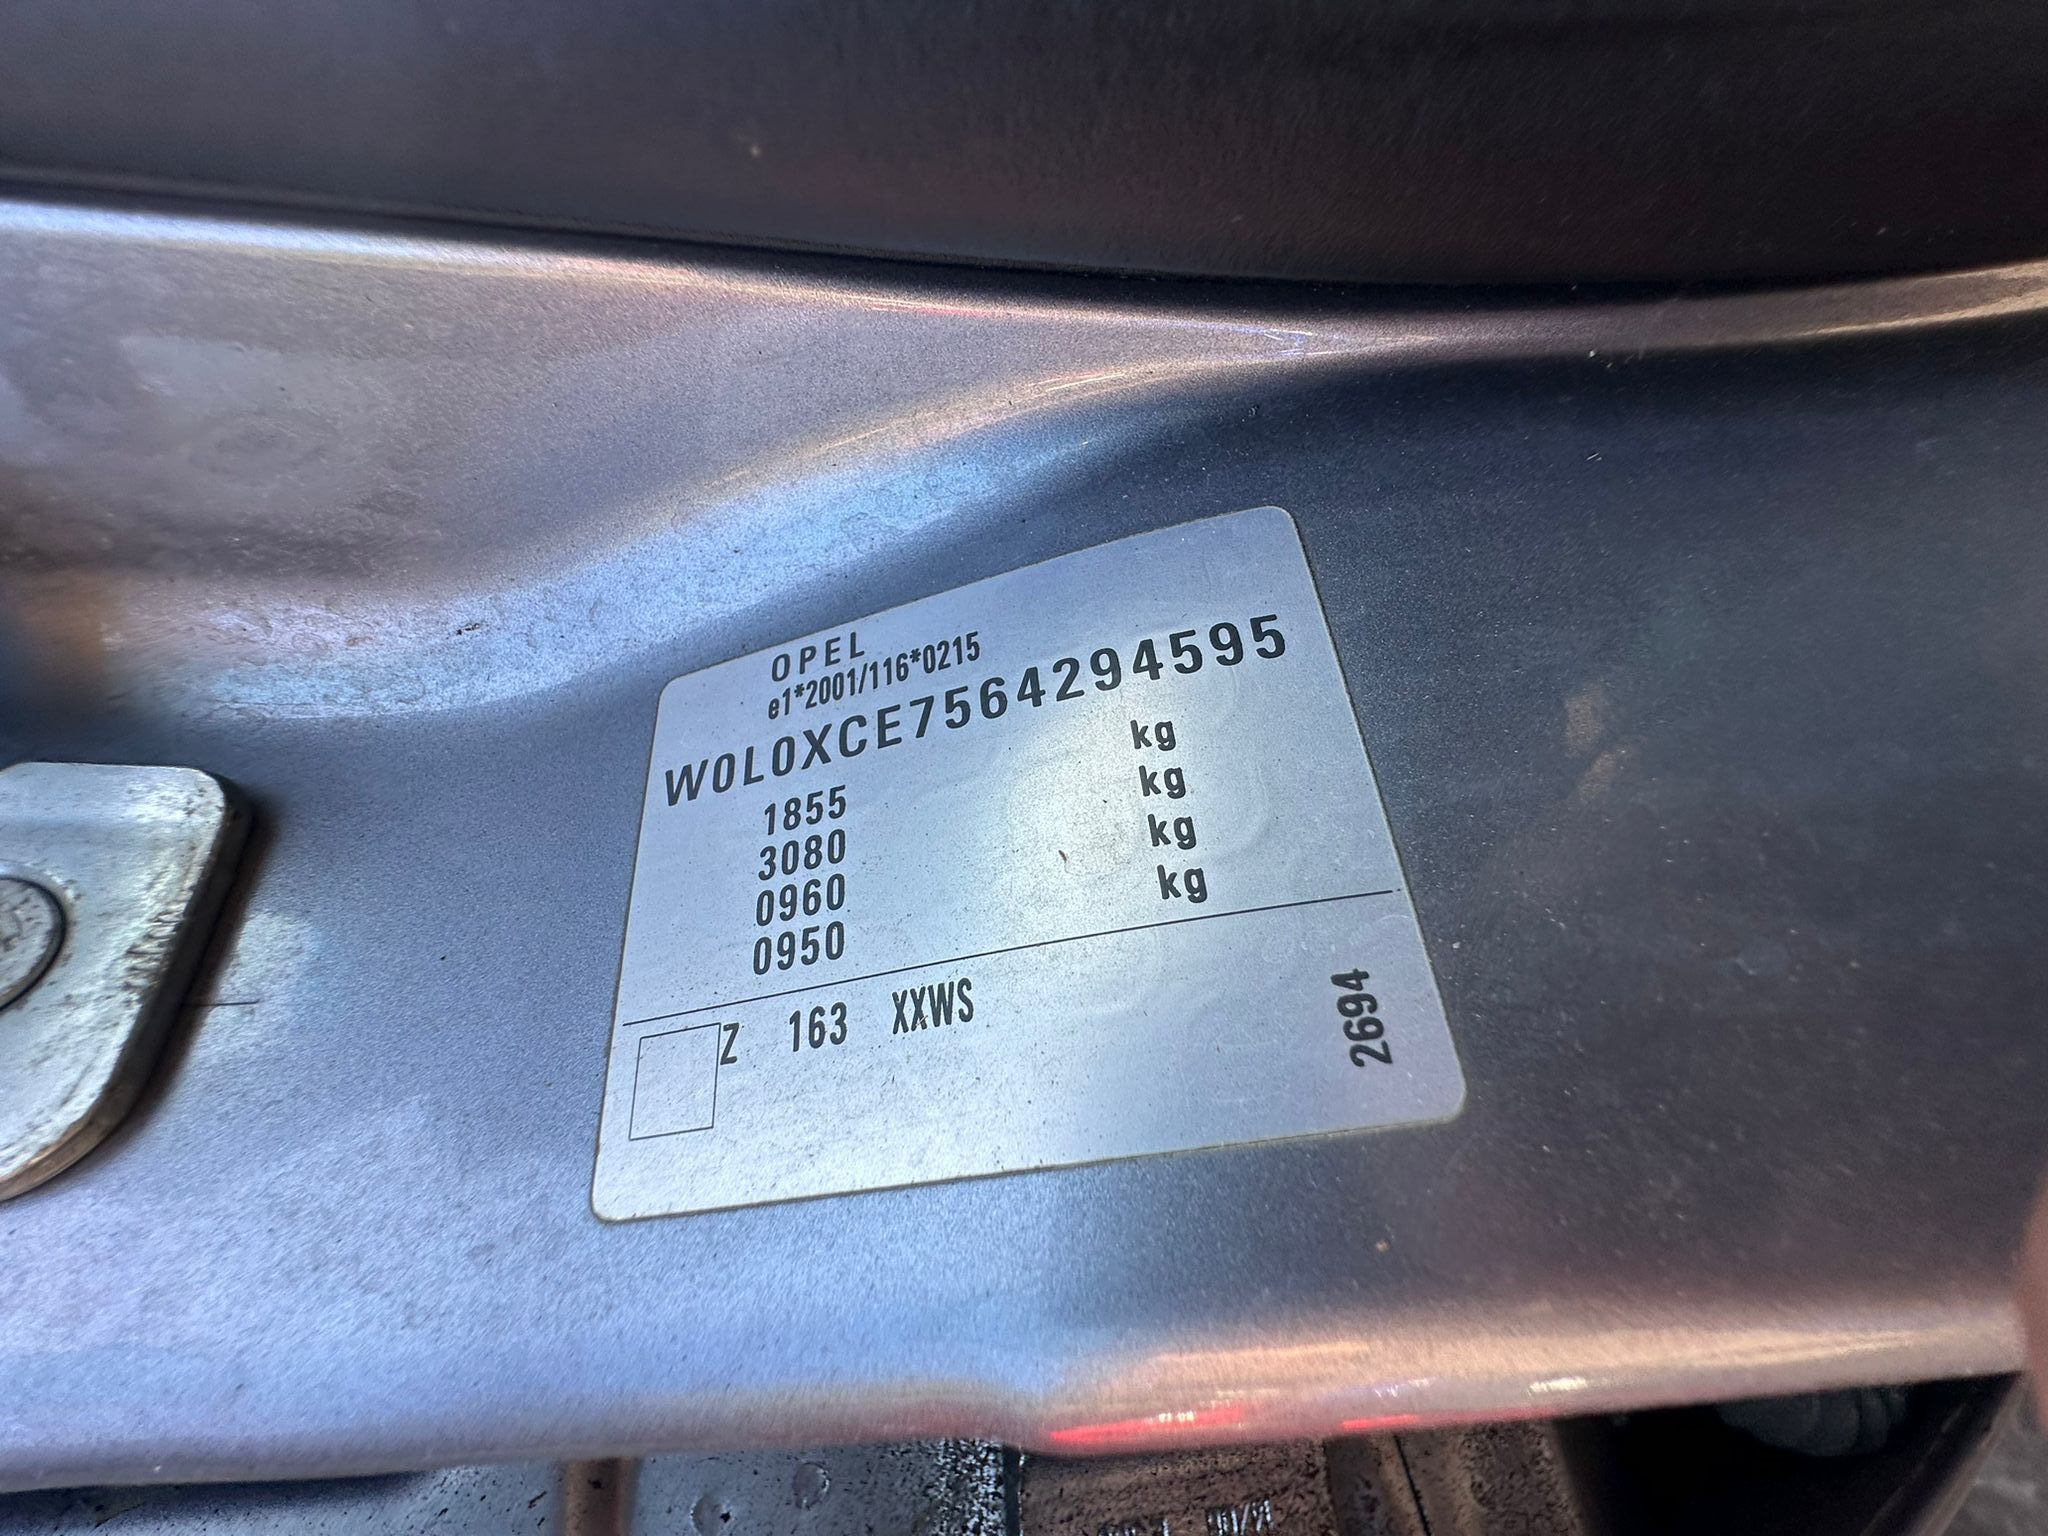 OPEL
e1*2001/116*0215
W0L0XCE7564294595
1855 kg
3080 kg
0960 kg
0950 kg
Z 163 XXWS
2694